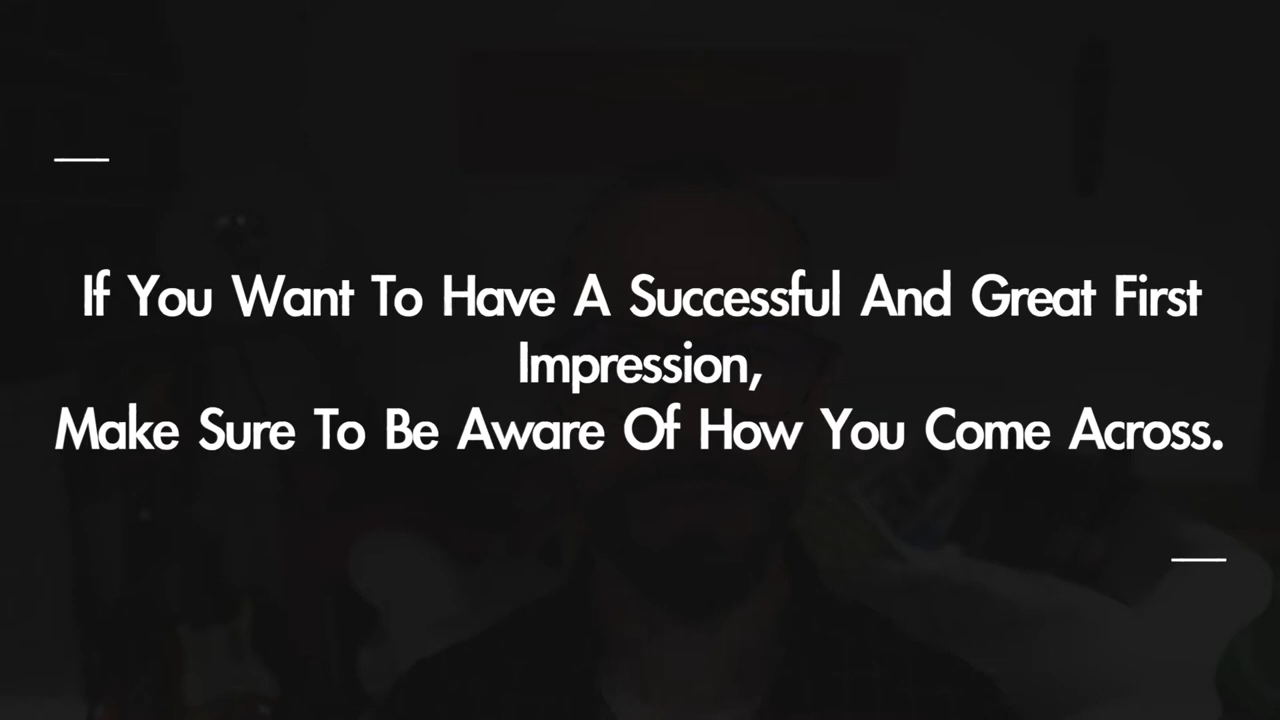 If You Want To Have A Successful And Great First
Impression,
Make Sure To Be Aware Of How You Come Across.